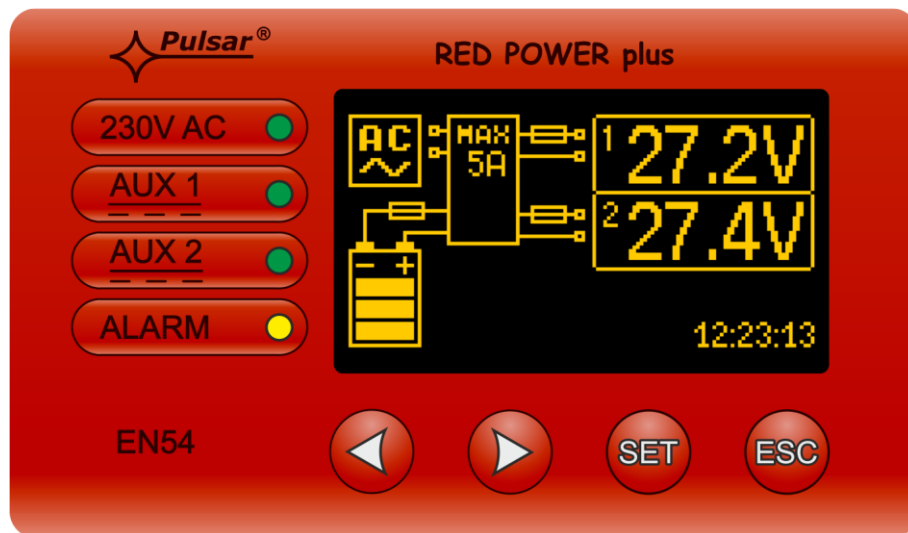 Pulsar®
RED POWER plus
230V AC
AUX 1
AUX 2
ALARM
EN54
AC
MAX
5A
1 27.2V
2 27.4V
- +
12:23:13
SET
ESC